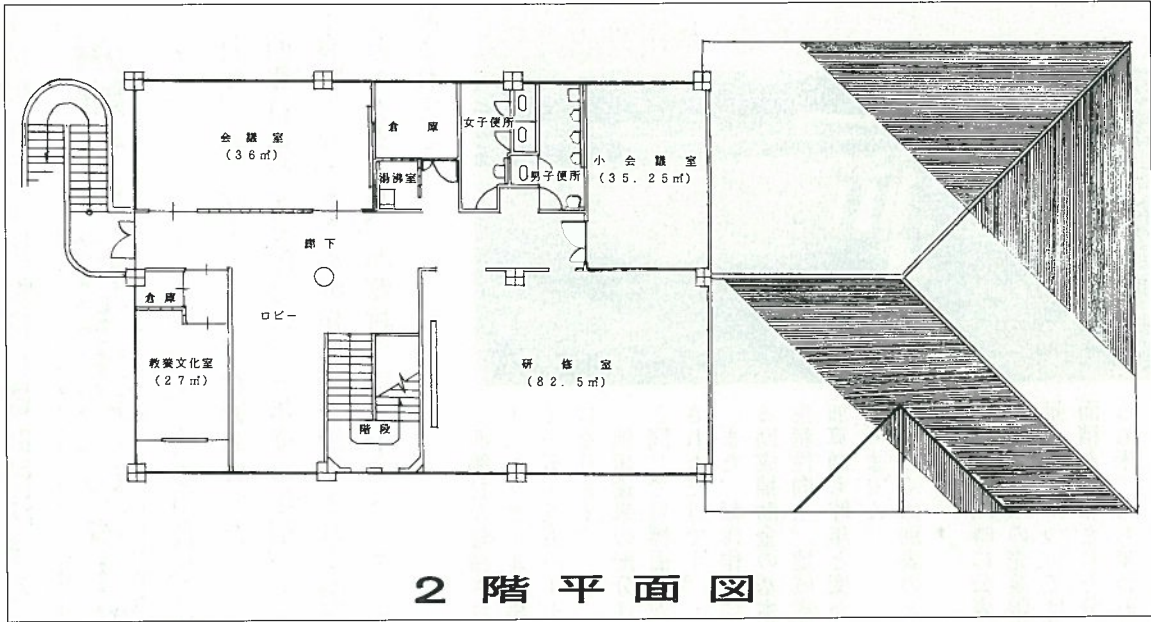 会議室
(36㎡)
倉庫
女子便所
湯沸室
男子便所
小会議室
(35.25㎡)
廊下
倉庫
ロビー
教養文化室
(27㎡)
研修室
(82.5㎡)
階段
2階平面図